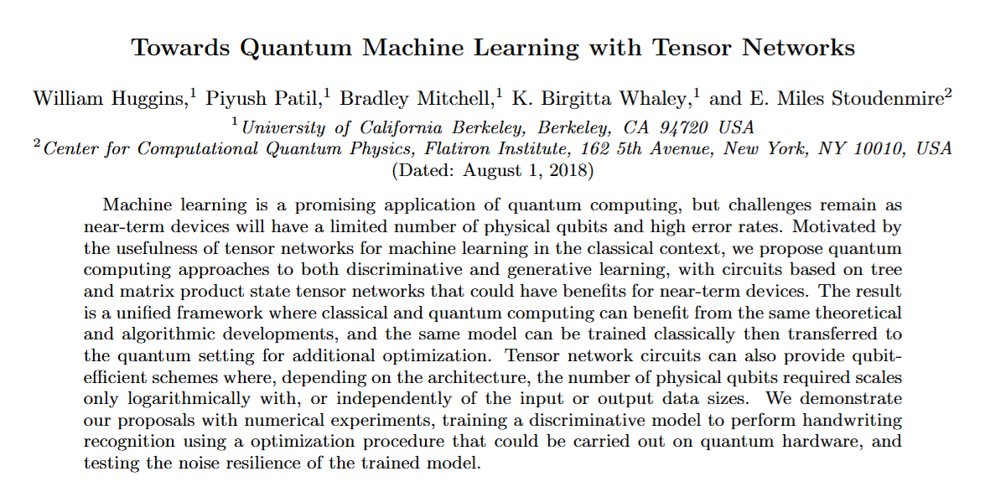 Towards Quantum Machine Learning with Tensor Networks
William Huggins,¹ Piyush Patil,¹ Bradley Mitchell,¹ K. Birgitta Whaley,¹ and E. Miles Stoudenmire²
¹University of California Berkeley, Berkeley, CA 94720 USA
²Center for Computational Quantum Physics, Flatiron Institute, 162 5th Avenue, New York, NY 10010, USA
(Dated: August 1, 2018)
Machine learning is a promising application of quantum computing, but challenges remain as
near-term devices will have a limited number of physical qubits and high error rates. Motivated by
the usefulness of tensor networks for machine learning in the classical context, we propose quantum
computing approaches to both discriminative and generative learning, with circuits based on tree
and matrix product state tensor networks that could have benefits for near-term devices. The result
is a unified framework where classical and quantum computing can benefit from the same theoretical
and algorithmic developments, and the same model can be trained classically then transferred to
the quantum setting for additional optimization. Tensor network circuits can also provide qubit-
efficient schemes where, depending on the architecture, the number of physical qubits required scales
only logarithmically with, or independently of the input or output data sizes. We demonstrate
our proposals with numerical experiments, training a discriminative model to perform handwriting
recognition using a optimization procedure that could be carried out on quantum hardware, and
testing the noise resilience of the trained model.